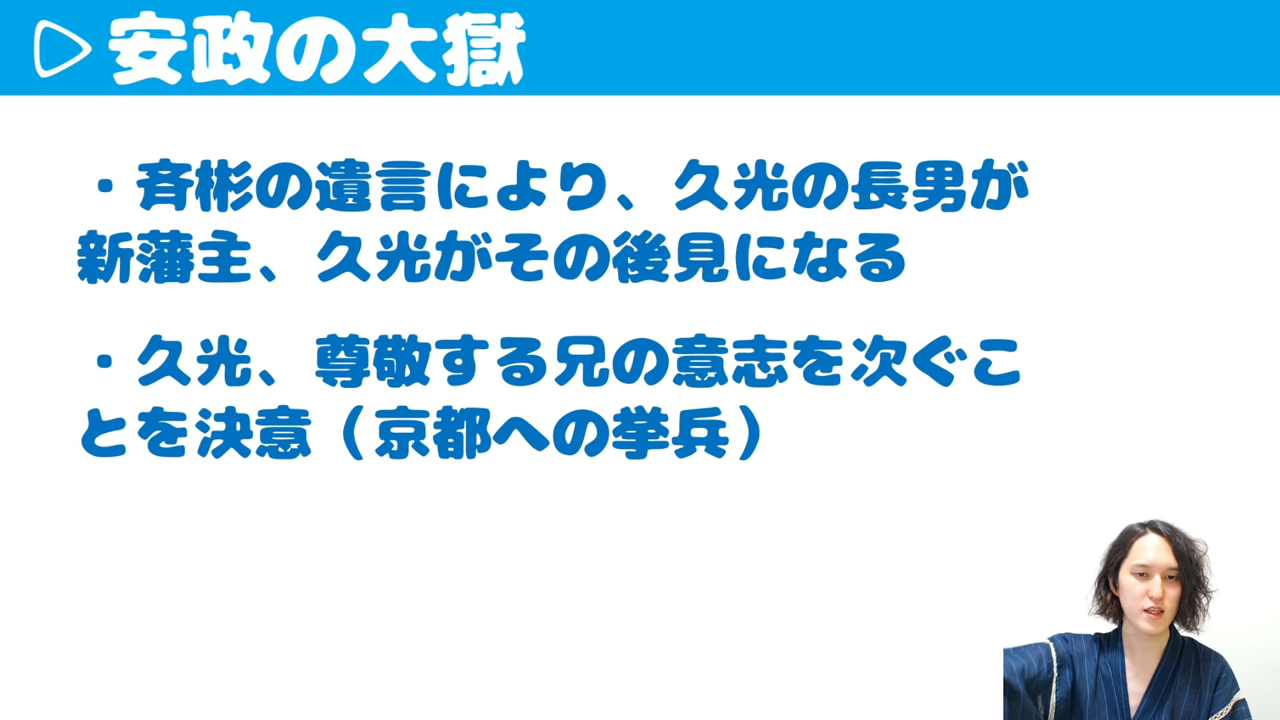 安政の大獄
・斉彬の遺言により、久光の長男が
新藩主、久光がその後見になる
・久光、尊敬する兄の意志を次ぐこ
とを決意（京都への挙兵）